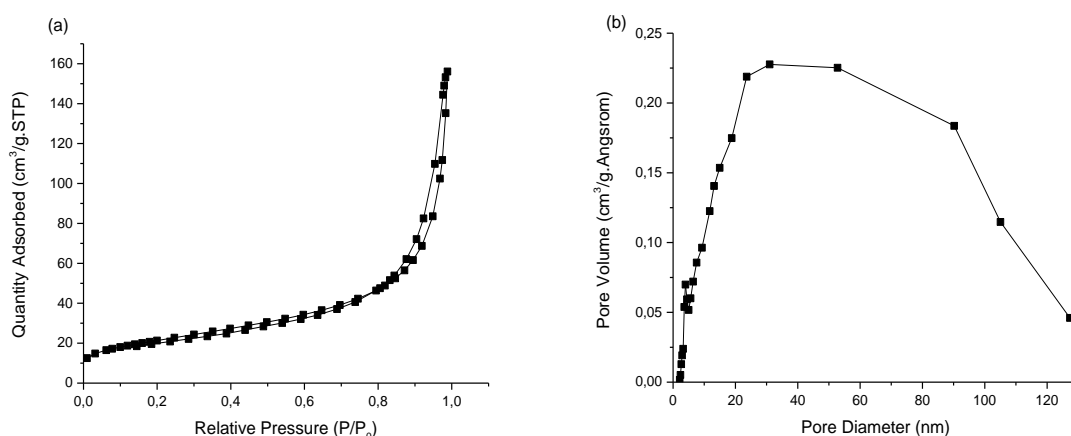 (a)
160
140
120
100
80
60
40
20
0
Quantity Adsorbed (cm³/g.STP)
0,0 0,2 0,4 0,6 0,8 1,0
Relative Pressure (P/P₀)
(b)
0,25
0,20
0,15
0,10
0,05
0,00
Pore Volume (cm³/g.Angsrom)
0 20 40 60 80 100 120
Pore Diameter (nm)